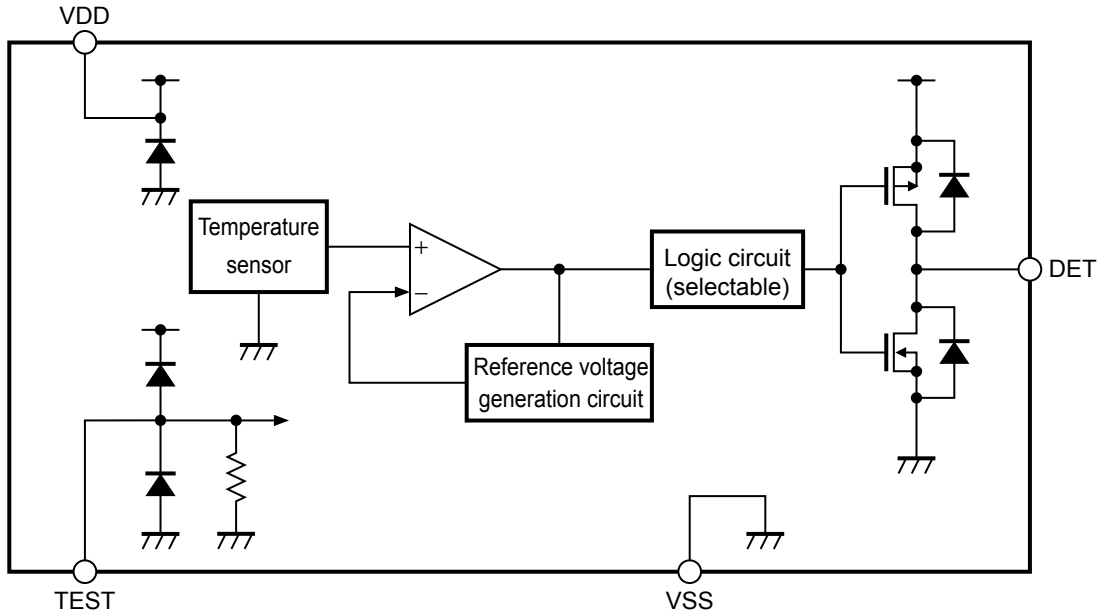 VDD
Temperature
sensor
+
−
Logic circuit
(selectable)
DET
Reference voltage
generation circuit
TEST
VSS